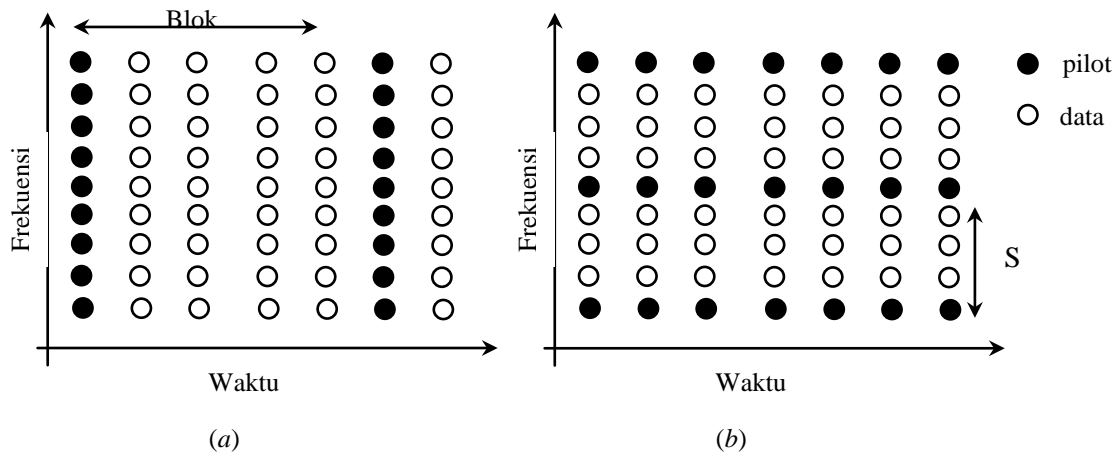 Blok
Frekuensi
Waktu
(a)
Frekuensi
Waktu
(b)
S
pilot
data